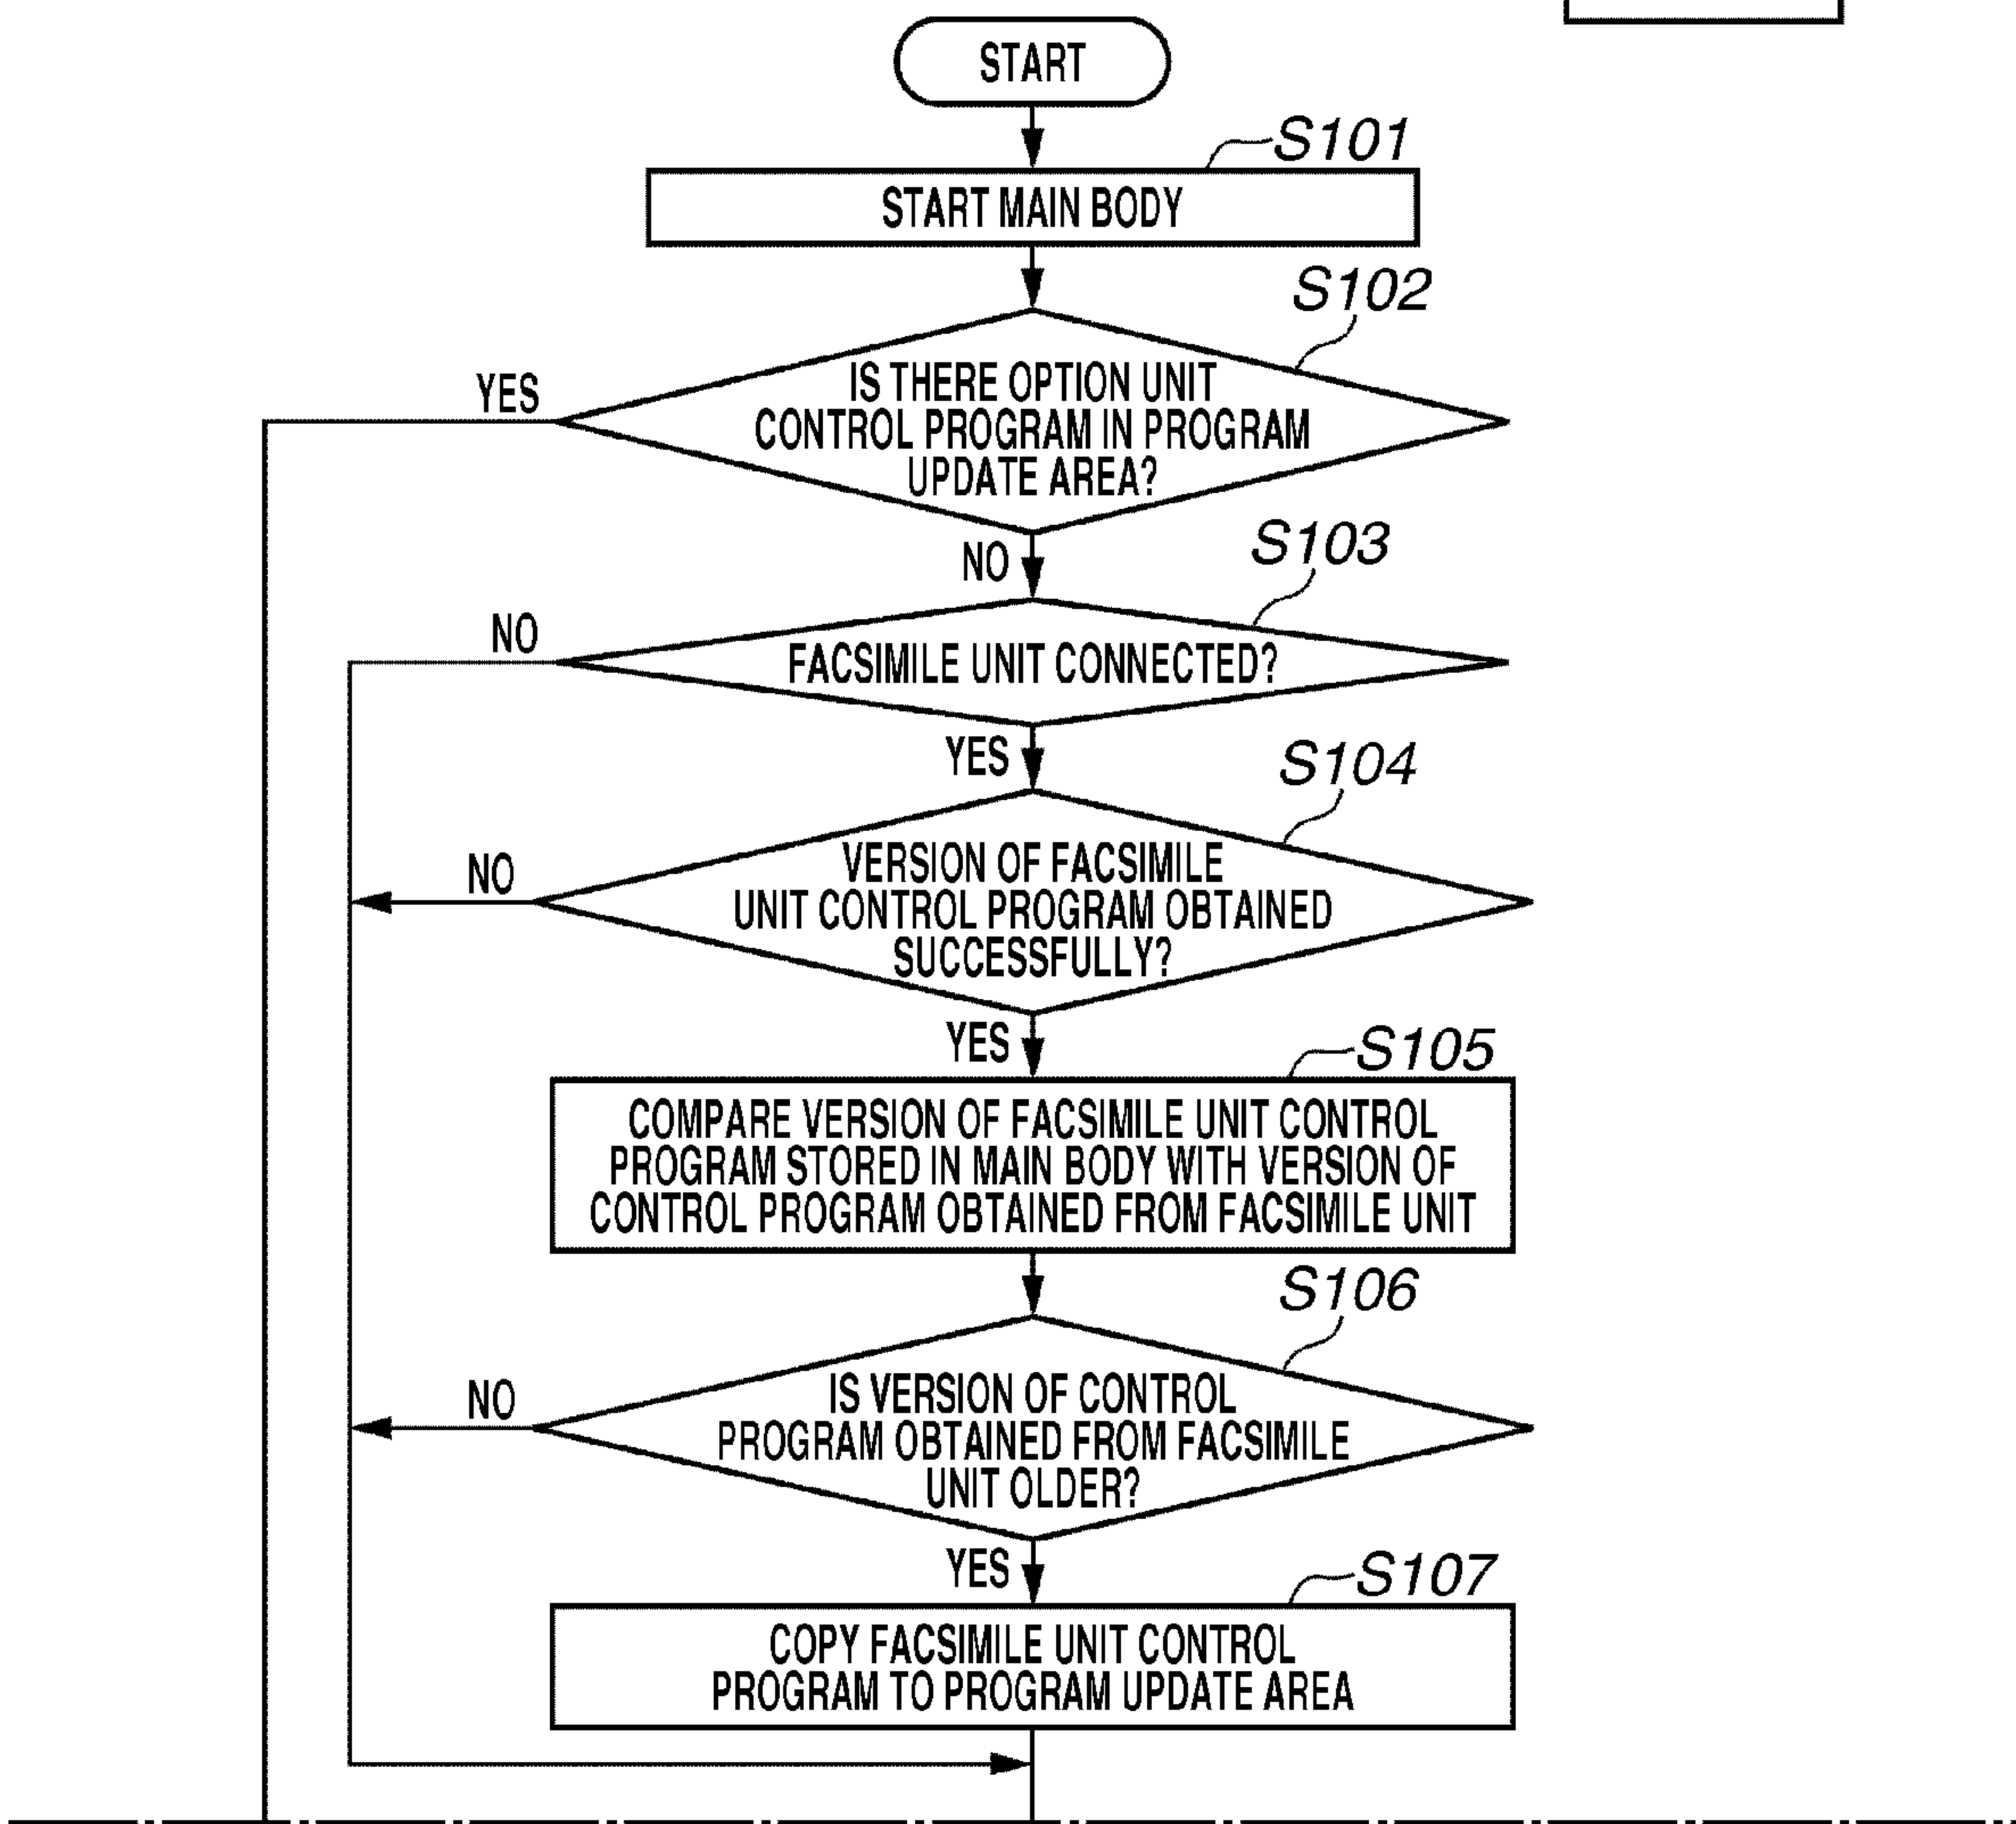 START
S101
START MAIN BODY
S102
IS THERE OPTION UNIT
CONTROL PROGRAM IN PROGRAM
UPDATE AREA?
YES
NO
S103
FACSIMILE UNIT CONNECTED?
NO
YES
S104
VERSION OF FACSIMILE
UNIT CONTROL PROGRAM OBTAINED
SUCCESSFULLY?
NO
YES
S105
COMPARE VERSION OF FACSIMILE UNIT CONTROL
PROGRAM STORED IN MAIN BODY WITH VERSION OF
CONTROL PROGRAM OBTAINED FROM FACSIMILE UNIT
S106
IS VERSION OF CONTROL
PROGRAM OBTAINED FROM FACSIMILE
UNIT OLDER?
NO
YES
S107
COPY FACSIMILE UNIT CONTROL
PROGRAM TO PROGRAM UPDATE AREA